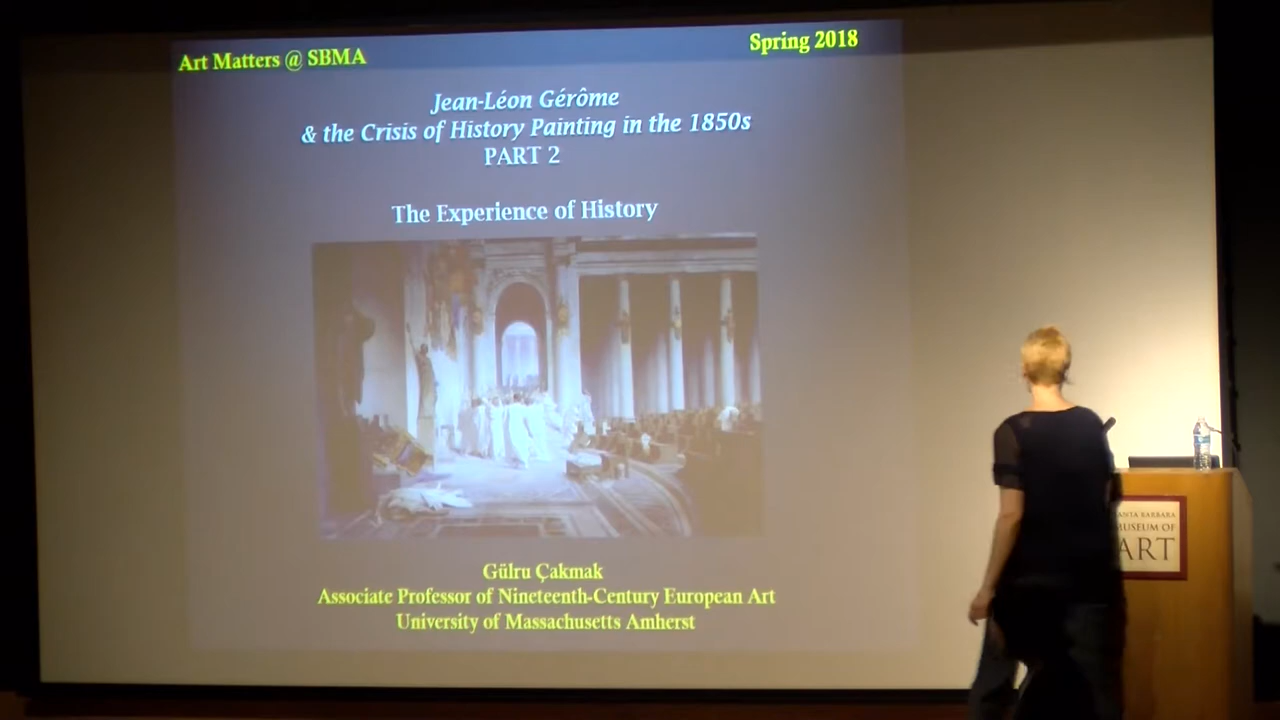 Art Matters @ SBMA
Spring 2018
Jean-Léon Gérôme
& the Crisis of History Painting in the 1850s
PART 2
The Experience of History
Gülru Çakmak
Associate Professor of Nineteenth-Century European Art
University of Massachusetts Amherst
ANTA BARBARA
MUSEUM OF
ART